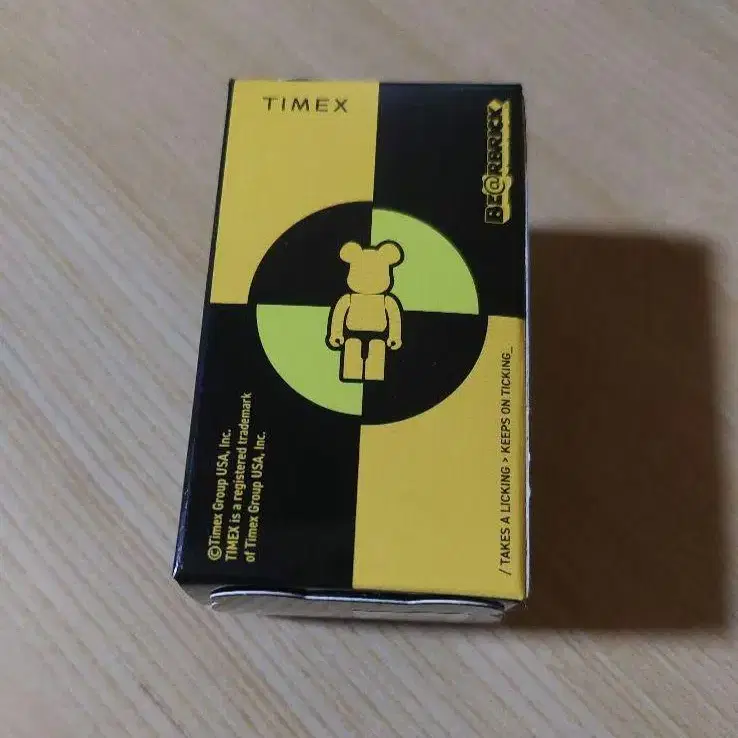 TIMEX
BE@RBRICK
©Timex Group USA, Inc.
TIMEX is a registered trademark
of Timex Group USA, Inc.
/ TAKES A LICKING > KEEPS ON TICKING_